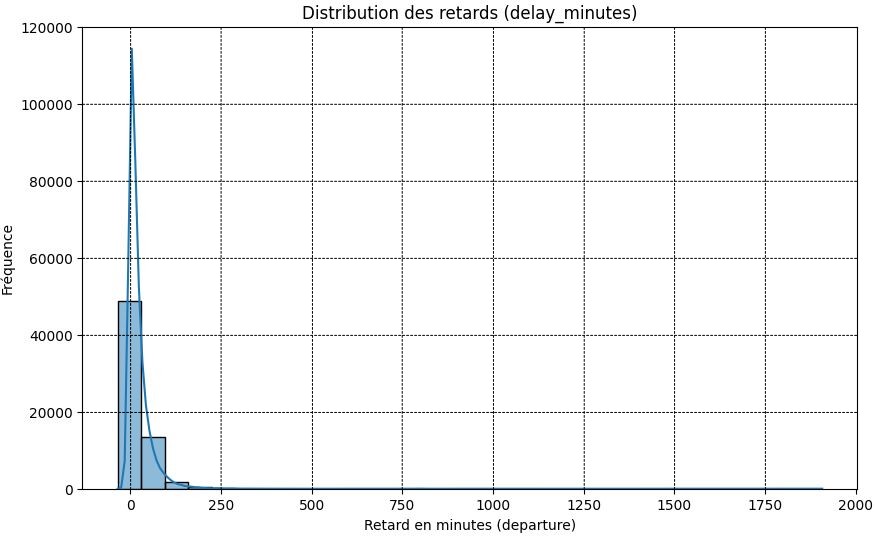 Distribution des retards (delay_minutes)
120000
100000
80000
60000
40000
20000
0
Fréquence
0 250 500 750 1000 1250 1500 1750 2000
Retard en minutes (departure)